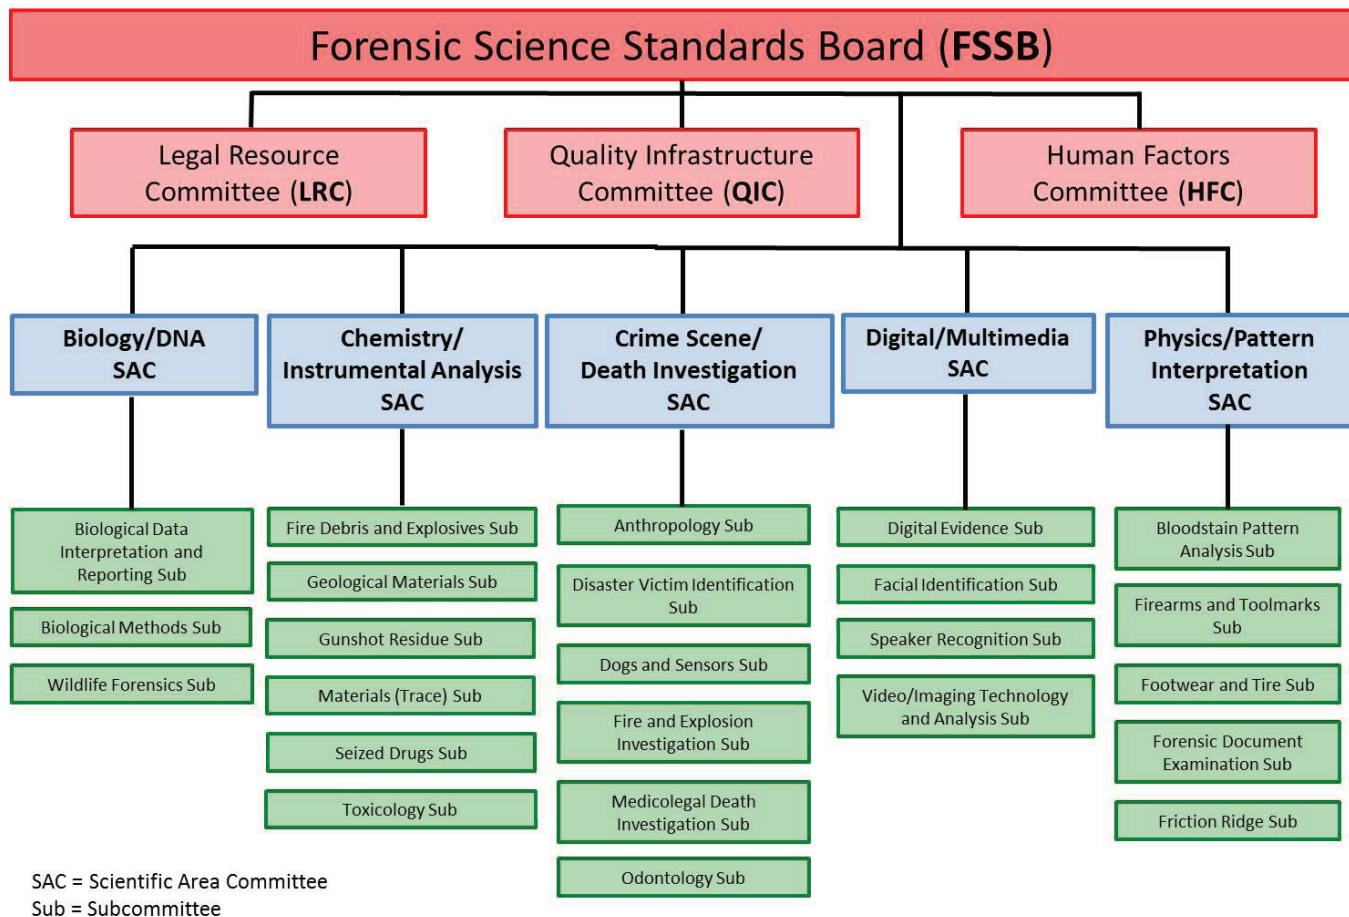 Forensic Science Standards Board (FSSB)
Legal Resource
Committee (LRC)
Quality Infrastructure
Committee (QIC)
Human Factors
Committee (HFC)
Biology/DNA
SAC
Chemistry/
Instrumental Analysis
SAC
Crime Scene/
Death Investigation
SAC
Digital/Multimedia
SAC
Physics/Pattern
Interpretation
SAC
Biological Data
Interpretation and
Reporting Sub
Biological Methods Sub
Wildlife Forensics Sub
Fire Debris and Explosives Sub
Geological Materials Sub
Gunshot Residue Sub
Materials (Trace) Sub
Seized Drugs Sub
Toxicology Sub
Anthropology Sub
Disaster Victim Identification
Sub
Dogs and Sensors Sub
Fire and Explosion
Investigation Sub
Medicolegal Death
Investigation Sub
Odontology Sub
Digital Evidence Sub
Facial Identification Sub
Speaker Recognition Sub
Video/Imaging Technology
and Analysis Sub
Bloodstain Pattern
Analysis Sub
Firearms and Toolmarks
Sub
Footwear and Tire Sub
Forensic Document
Examination Sub
Friction Ridge Sub
SAC = Scientific Area Committee
Sub = Subcommittee